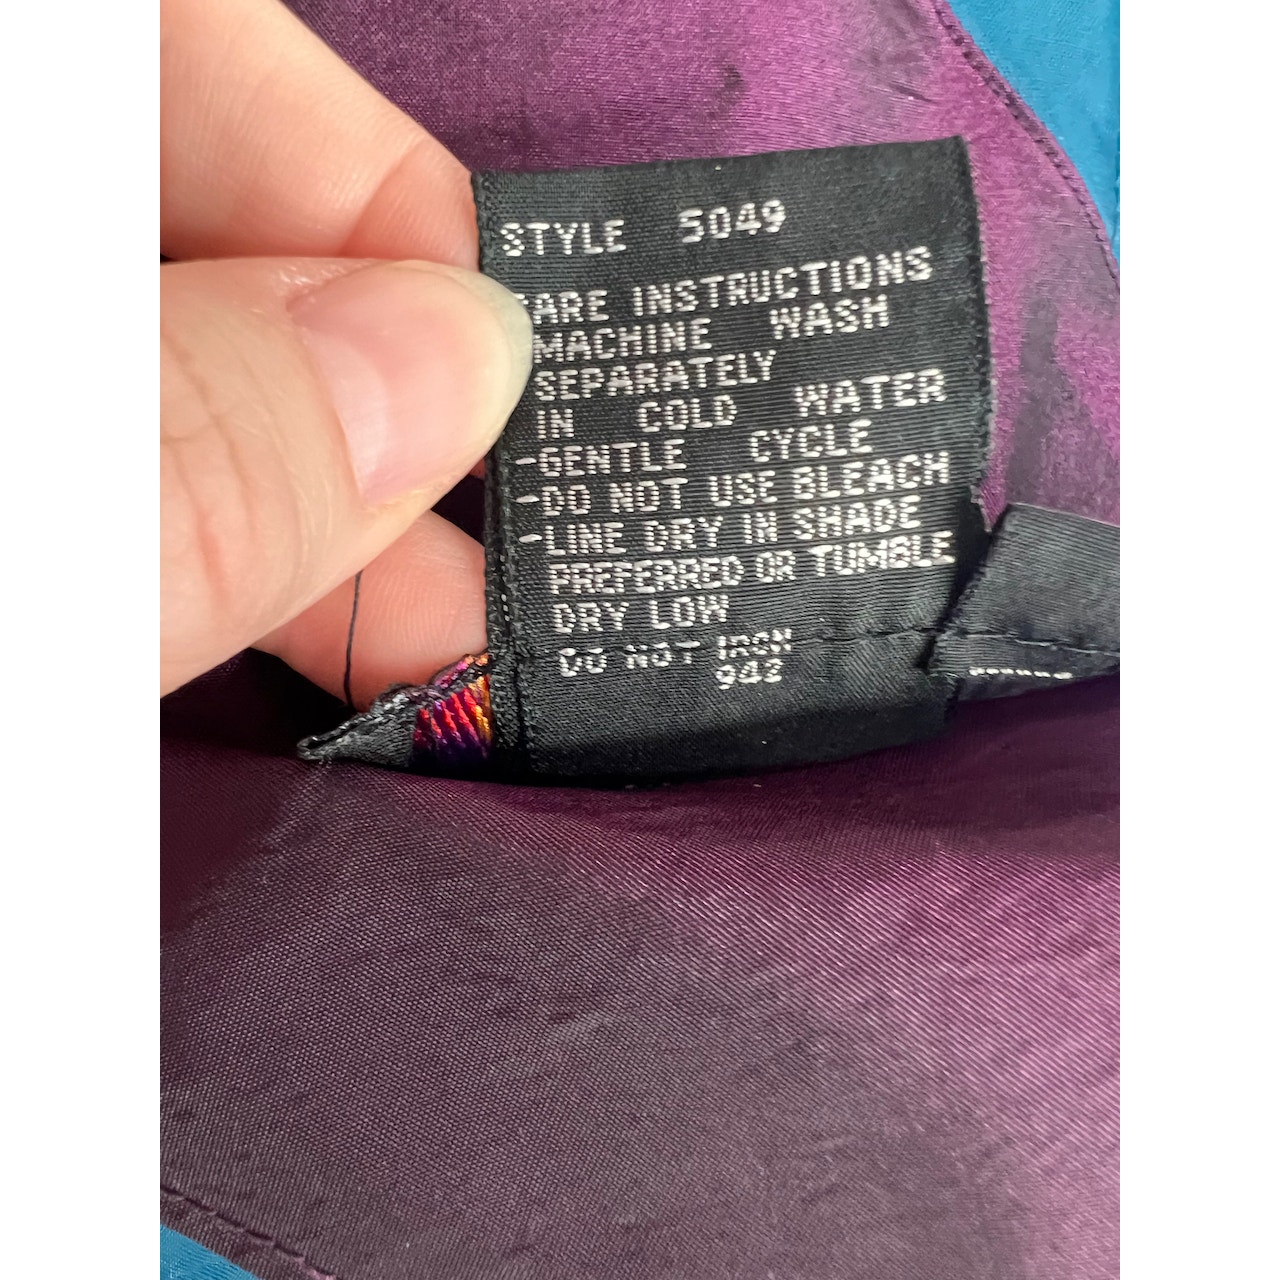 STYLE 5049
ARE INSTRUCTIONS
MACHINE WASH
SEPARATELY
IN COLD WATER
-GENTLE CYCLE
-DO NOT USE BLEACH
-LINE DRY IN SHADE
PREFERRED OR TUMBLE
DRY LOW
DO NOT IRON
942